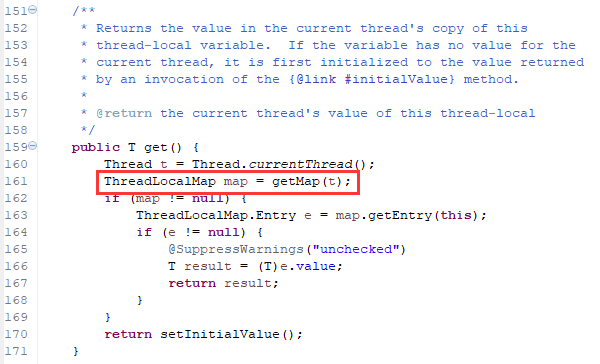 151 /**
152 * Returns the value in the current thread's copy of this
153 * thread-local variable.  If the variable has no value for the
154 * current thread, it is first initialized to the value returned
155 * by an invocation of the {@link #initialValue} method.
156 *
157 * @return the current thread's value of this thread-local
158 */
159 public T get() {
160 Thread t = Thread.currentThread();
161 ThreadLocalMap map = getMap(t);
162 if (map != null) {
163 ThreadLocalMap.Entry e = map.getEntry(this);
164 if (e != null) {
165 @SuppressWarnings("unchecked")
166 T result = (T)e.value;
167 return result;
168 }
169 }
170 return setInitialValue();
171 }